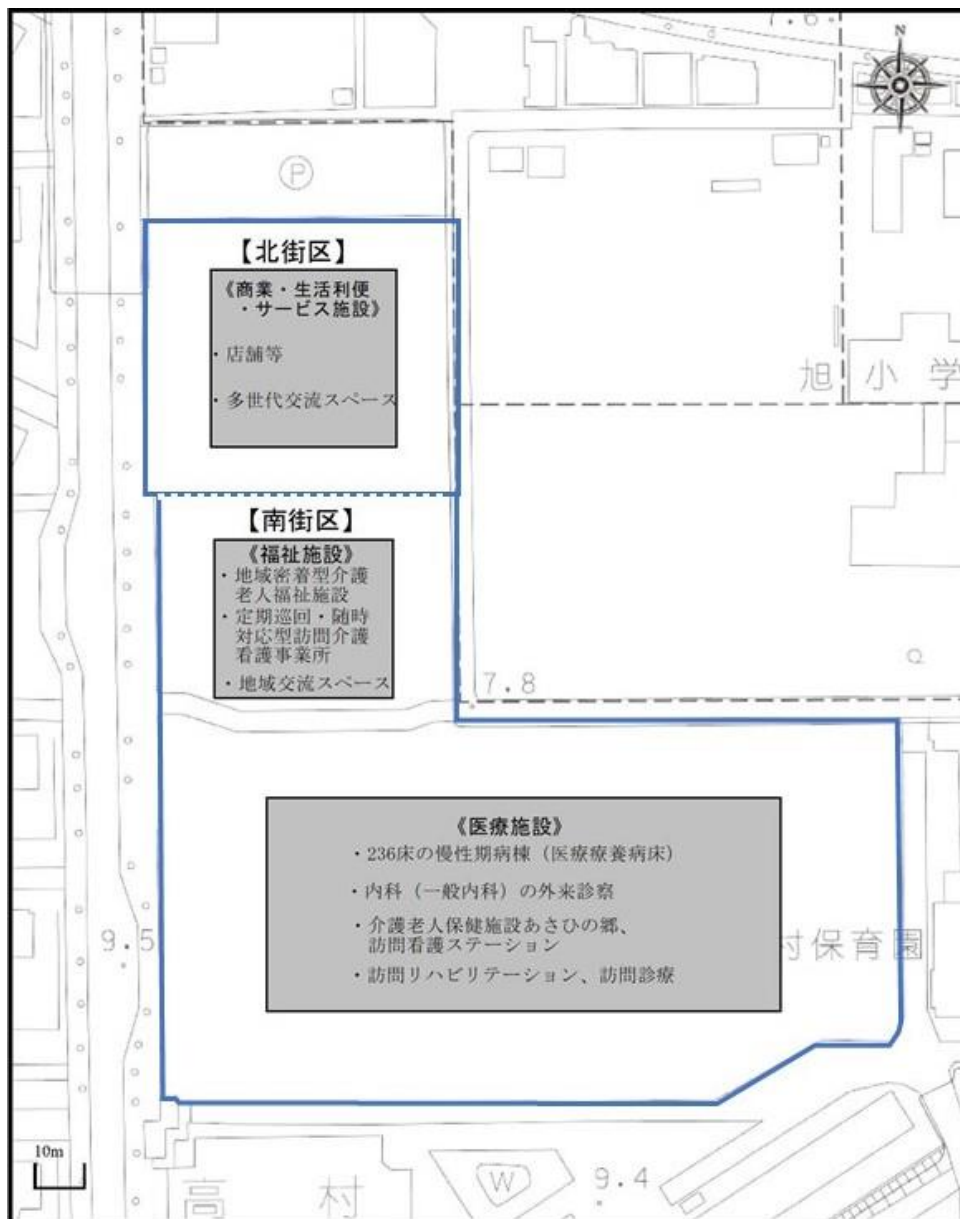 N
P
【北街区】
《商業・生活利便
・サービス施設》
・店舗等
・多世代交流スペース
旭小学
【南街区】
《福祉施設》
・地域密着型介護
老人福祉施設
・定期巡回・随時
対応型訪問介護
看護事業所
・地域交流スペース
7.8
《医療施設》
・236床の慢性期病棟（医療療養病床）
・内科（一般内科）の外来診察
・介護老人保健施設あさひの郷、
訪問看護ステーション
・訪問リハビリテーション、訪問診療
9.5
村保育園
10m
高村
W
9.4